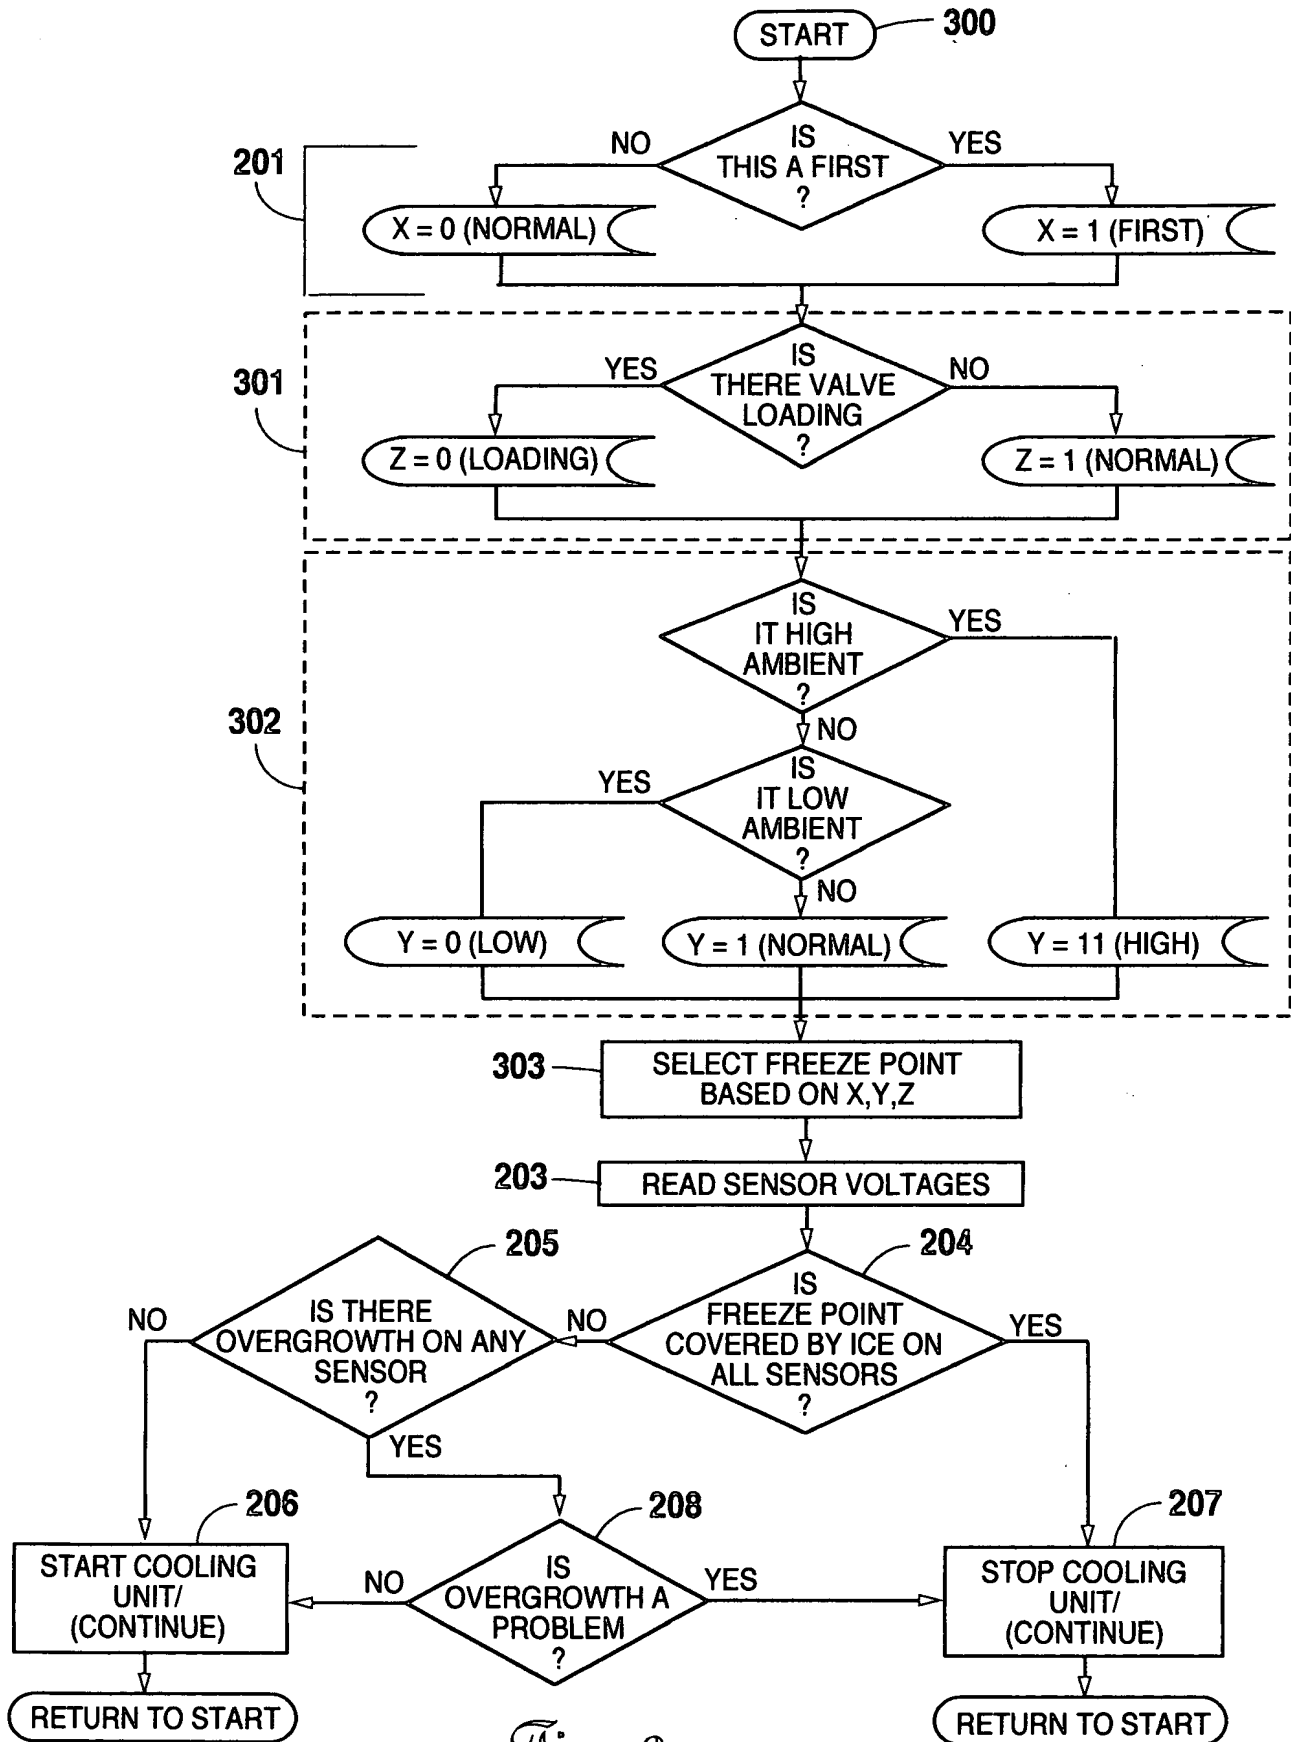 START
300
IS
THIS A FIRST
?
NO
YES
201
X = 0 (NORMAL)
X = 1 (FIRST)
IS
THERE VALVE
LOADING
?
YES
NO
301
Z = 0 (LOADING)
Z = 1 (NORMAL)
IS
IT HIGH
AMBIENT
?
YES
NO
302
IS
IT LOW
AMBIENT
?
YES
NO
Y = 0 (LOW)
Y = 1 (NORMAL)
Y = 11 (HIGH)
303
SELECT FREEZE POINT
BASED ON X,Y,Z
203
READ SENSOR VOLTAGES
205
204
IS THERE
OVERGROWTH ON ANY
SENSOR
?
NO
YES
IS
FREEZE POINT
COVERED BY ICE ON
ALL SENSORS
?
NO
YES
206
208
207
START COOLING
UNIT/
(CONTINUE)
NO
IS
OVERGROWTH A
PROBLEM
?
YES
STOP COOLING
UNIT/
(CONTINUE)
RETURN TO START
RETURN TO START